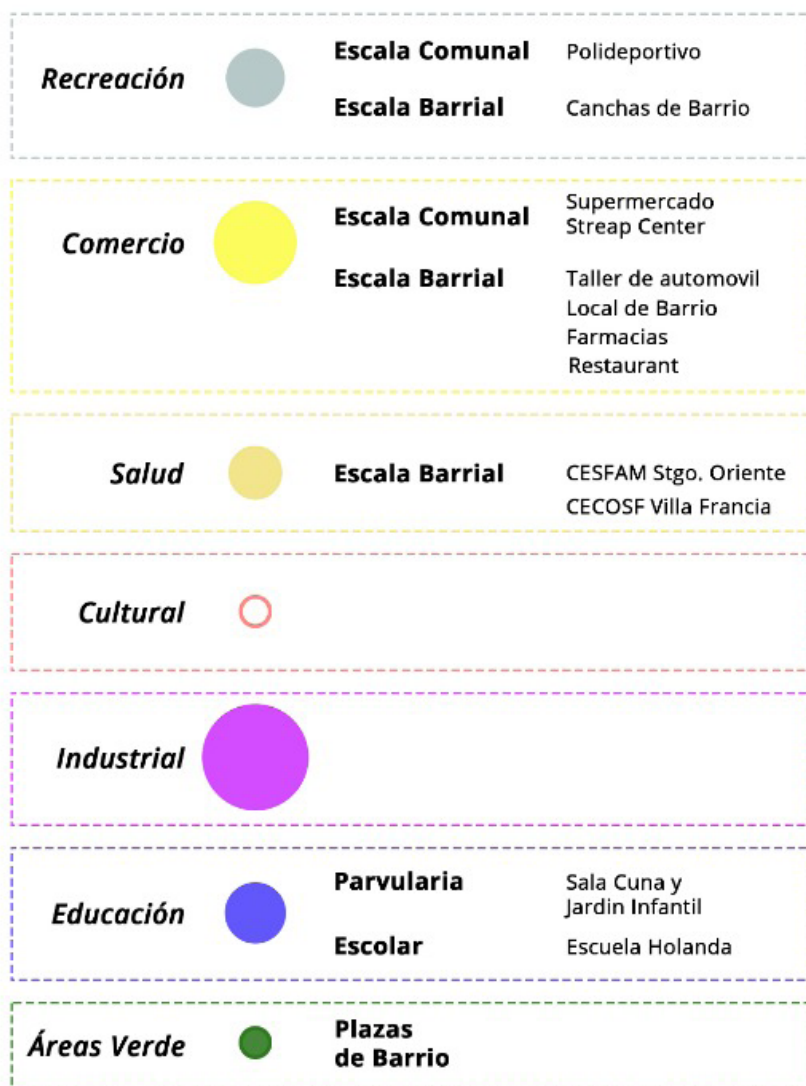 Recreación
Escala Comunal Polideportivo
Escala Barrial Canchas de Barrio
Comercio
Escala Comunal Supermercado
Streap Center
Escala Barrial Taller de automovil
Local de Barrio
Farmacias
Restaurant
Salud Escala Barrial CESFAM Stgo. Oriente
CECOSF Villa Francia
Cultural
Industrial
Educación
Parvularia Sala Cuna y
Jardin Infantil
Escolar Escuela Holanda
Áreas Verde Plazas
de Barrio